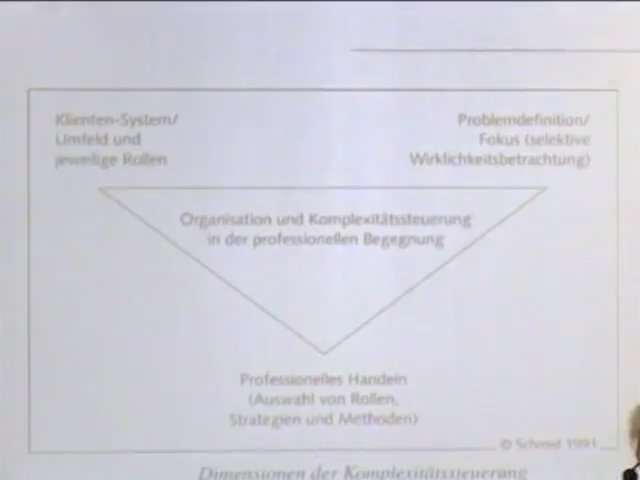 Klienten-System/
Umfeld und
jeweilige Rollen
Problemdefinition/
Fokus (selektive
Wirklichkeitsbetrachtung)
Organisation und Komplexitätssteuerung
in der professionellen Begegnung
Professionelles Handeln
(Auswahl von Rollen,
Strategien und Methoden)
© Schmid 1991
Dimensionen der Komplexitätssteuerung